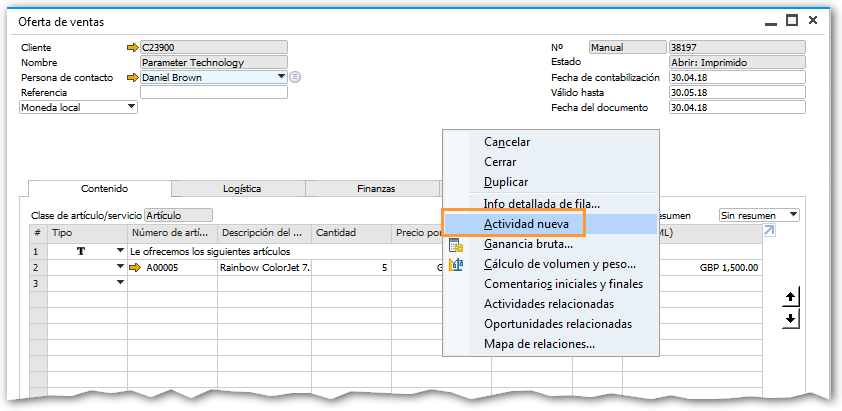 Oferta de ventas
Cliente C23900 Nº Manual 38197
Nombre Parameter Technology Estado Abrir: Imprimido
Persona de contacto Daniel Brown Fecha de contabilización 30.04.18
Referencia Válido hasta 30.05.18
Moneda local Fecha del documento 30.04.18
Cancelar
Cerrar
Duplicar
Info detallada de fila...
Actividad nueva
Ganancia bruta...
Cálculo de volumen y peso...
Comentarios iniciales y finales
Actividades relacionadas
Oportunidades relacionadas
Mapa de relaciones...
Contenido Logística Finanzas
Clase de artículo/servicio Artículo Sin resumen
# Tipo Número de artí... Descripción del ... Cantidad
1 T Le ofrecemos los siguientes artículos
2 A00005 Rainbow ColorJet 7. 5 GBP 1,500.00
3